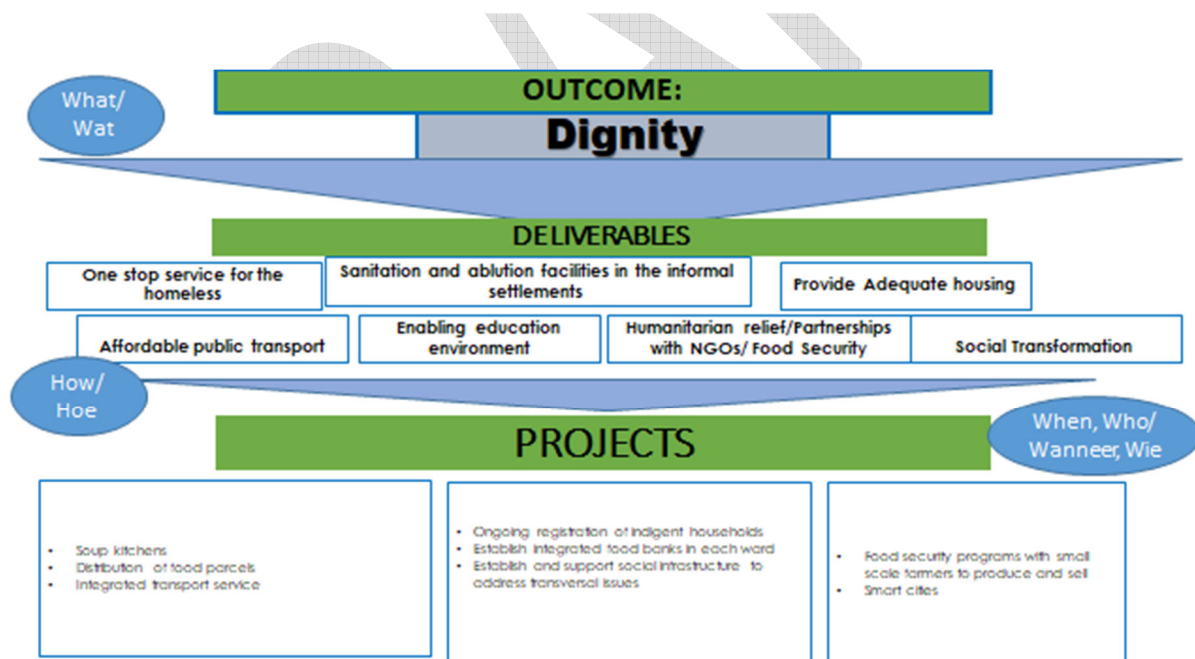 OUTCOME:
What/
Wat
Dignity
DELIVERABLES
One stop service for the
homeless
Sanitation and ablution facilities in the informal
settlements
Provide Adequate housing
Affordable public transport
Enabling education
environment
Humanitarian relief/Partnerships
with NGOs/ Food Security
Social Transformation
How/
Hoe
PROJECTS
When, Who/
Wanneer, Wie
• Soup kitchens
• Distribution of food parcels
• Integrated transport service
• Ongoing registration of indigent households
• Establish integrated food banks in each ward
• Establish and support social infrastructure to
address transversal issues
• Food security programs with small
scale farmers to produce and sell
• Smart cities